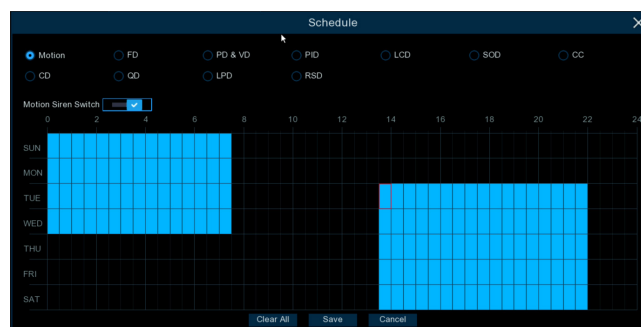 Schedule
Motion FD PD & VD PID LCD SOD CC
CD QD LPD RSD
Motion Siren Switch
0 2 4 6 8 10 12 14 16 18 20 22 24
SUN
MON
TUE
WED
THU
FRI
SAT
Clear All Save Cancel